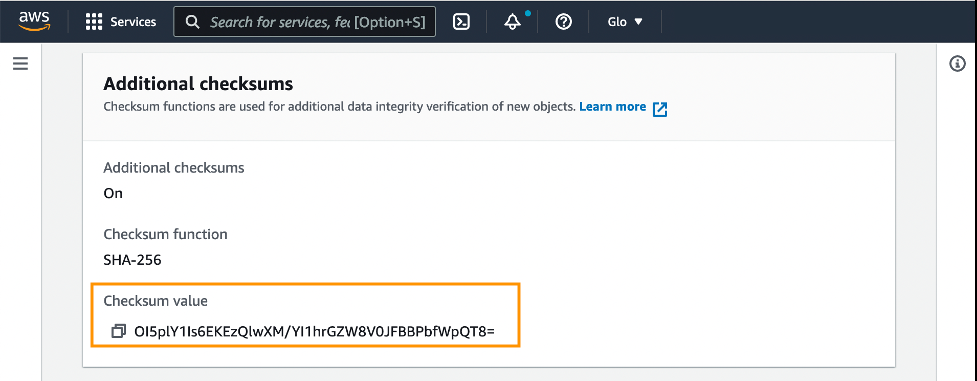 aws
Services
Search for services, fe [Option+S]
Glo
Additional checksums
Checksum functions are used for additional data integrity verification of new objects. Learn more
Additional checksums
On
Checksum function
SHA-256
Checksum value
OI5plY1Is6EKEzQlwXM/YI1hrGZW8V0JFBBPbfWpQT8=